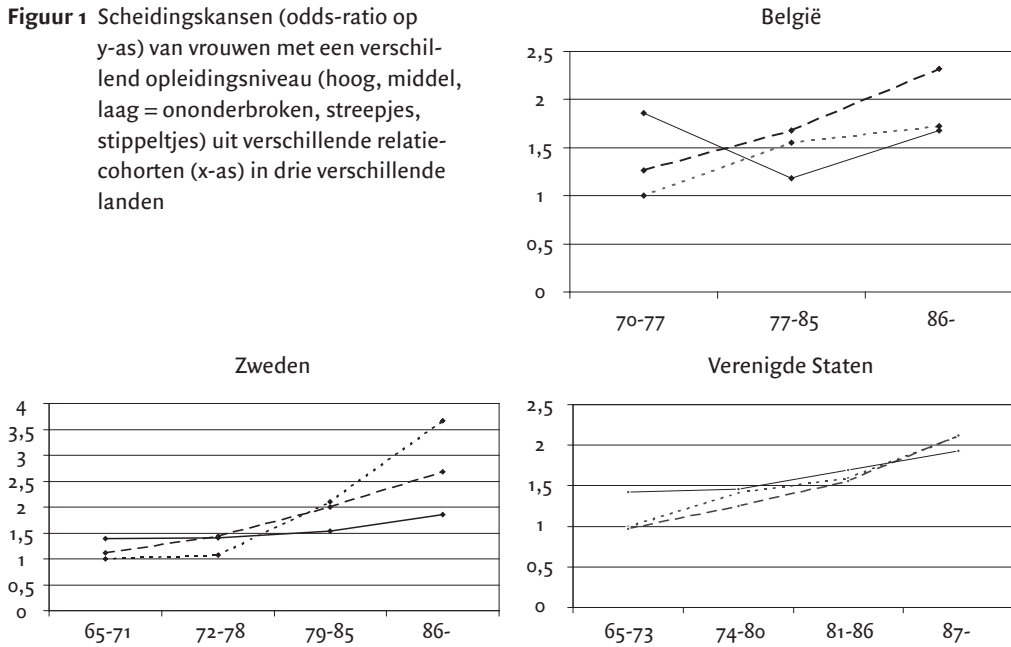 Figuur 1 Scheidingskansen (odds-ratio op
y-as) van vrouwen met een verschil-
lend opleidingsniveau (hoog, middel,
laag = ononderbroken, streepjes,
stippeltjes) uit verschillende relatie-
cohorten (x-as) in drie verschillende
landen
België
2,5
2
1,5
1
0,5
0
70-77 77-85 86-
Zweden
4
3,5
3
2,5
2
1,5
1
0,5
0
65-71 72-78 79-85 86-
Verenigde Staten
2,5
2
1,5
1
0,5
0
65-73 74-80 81-86 87-